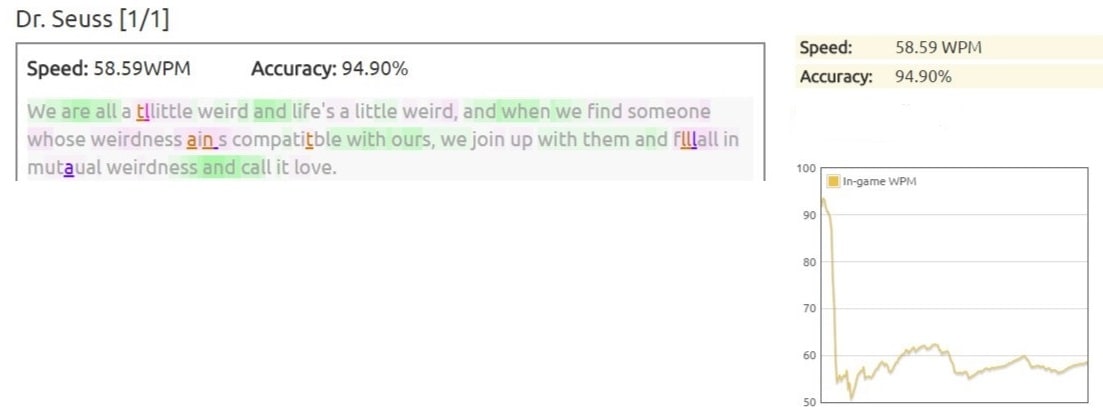 Dr. Seuss [1/1]
Speed: 58.59WPM Accuracy: 94.90%
We are all a tllittle weird and life's a little weird, and when we find someone
whose weirdness ain s compatitble with ours, we join up with them and flllall in
mutaual weirdness and call it love.
Speed: 58.59 WPM
Accuracy: 94.90%
100
In-game WPM
90
80
70
60
50